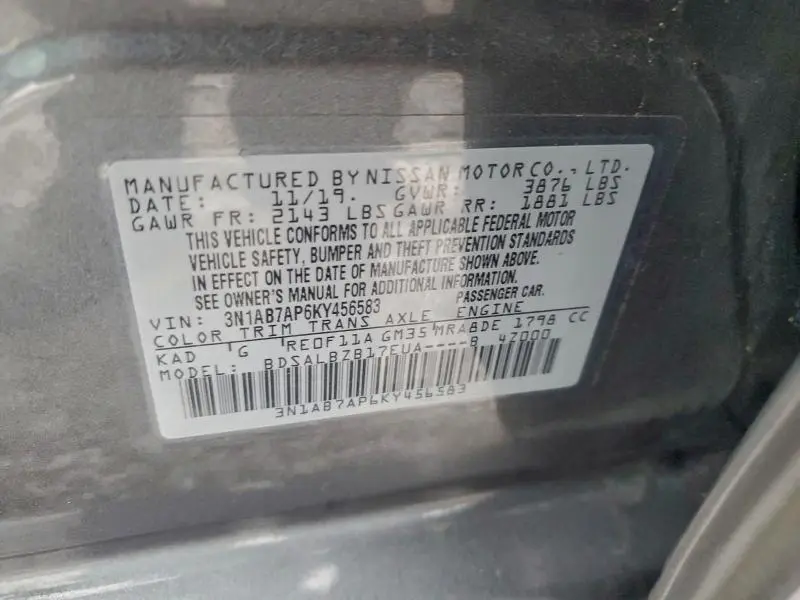 MANUFACTURED BY NISSAN MOTOR CO., LTD.
DATE: 11/19. GVWR: 3876 LBS
GAWR FR: 2143 LBS GAWR RR: 1881 LBS
THIS VEHICLE CONFORMS TO ALL APPLICABLE FEDERAL MOTOR
VEHICLE SAFETY, BUMPER AND THEFT PREVENTION STANDARDS
IN EFFECT ON THE DATE OF MANUFACTURE SHOWN ABOVE.
SEE OWNER'S MANUAL FOR ADDITIONAL INFORMATION.
VIN: 3N1AB7AP6KY456583 PASSENGER CAR.
COLOR TRIM TRANS AXLE ENGINE
KAD G RE0F11A GM35 MRA8DE 1798 CC
MODEL: BDSALBZB17EUA----B 4Z000
3N1AB7AP6KY456583